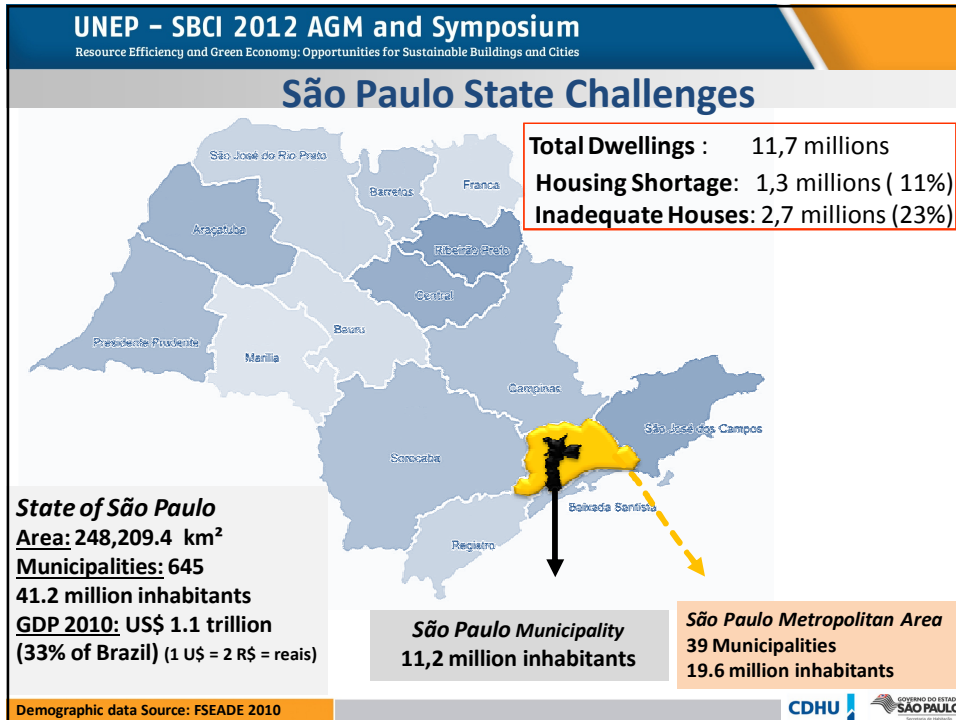 UNEP – SBCI 2012 AGM and Symposium
Resource Efficiency and Green Economy: Opportunities for Sustainable Buildings and Cities
São Paulo State Challenges
Total Dwellings : 11,7 millions
Housing Shortage: 1,3 millions ( 11%)
Inadequate Houses: 2,7 millions (23%)
São José do Rio Preto
Barretos
Franca
Araçatuba
Ribeirão Preto
Central
Bauru
Presidente Prudente
Marília
Campinas
São José dos Campos
Sorocaba
Baixada Santista
Registro
State of São Paulo
Area: 248,209.4 km²
Municipalities: 645
41.2 million inhabitants
GDP 2010: US$ 1.1 trillion
(33% of Brazil) (1 U$ = 2 R$ = reais)
São Paulo Municipality
11,2 million inhabitants
São Paulo Metropolitan Area
39 Municipalities
19.6 million inhabitants
Demographic data Source: FSEADE 2010
CDHU
GOVERNO DO ESTADO
SÃO PAULO
Secretaria da Habitação